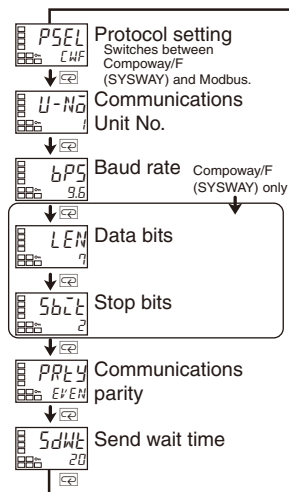 PSEL
CWF
Protocol setting
Switches between
Compoway/F
(SYSWAY) and Modbus.
U-No
1
Communications
Unit No.
bPS
9.6
Baud rate
Compoway/F
(SYSWAY) only
LEN
7
Data bits
SbIt
2
Stop bits
PRtY
EVEN
Communications
parity
SdWt
20
Send wait time